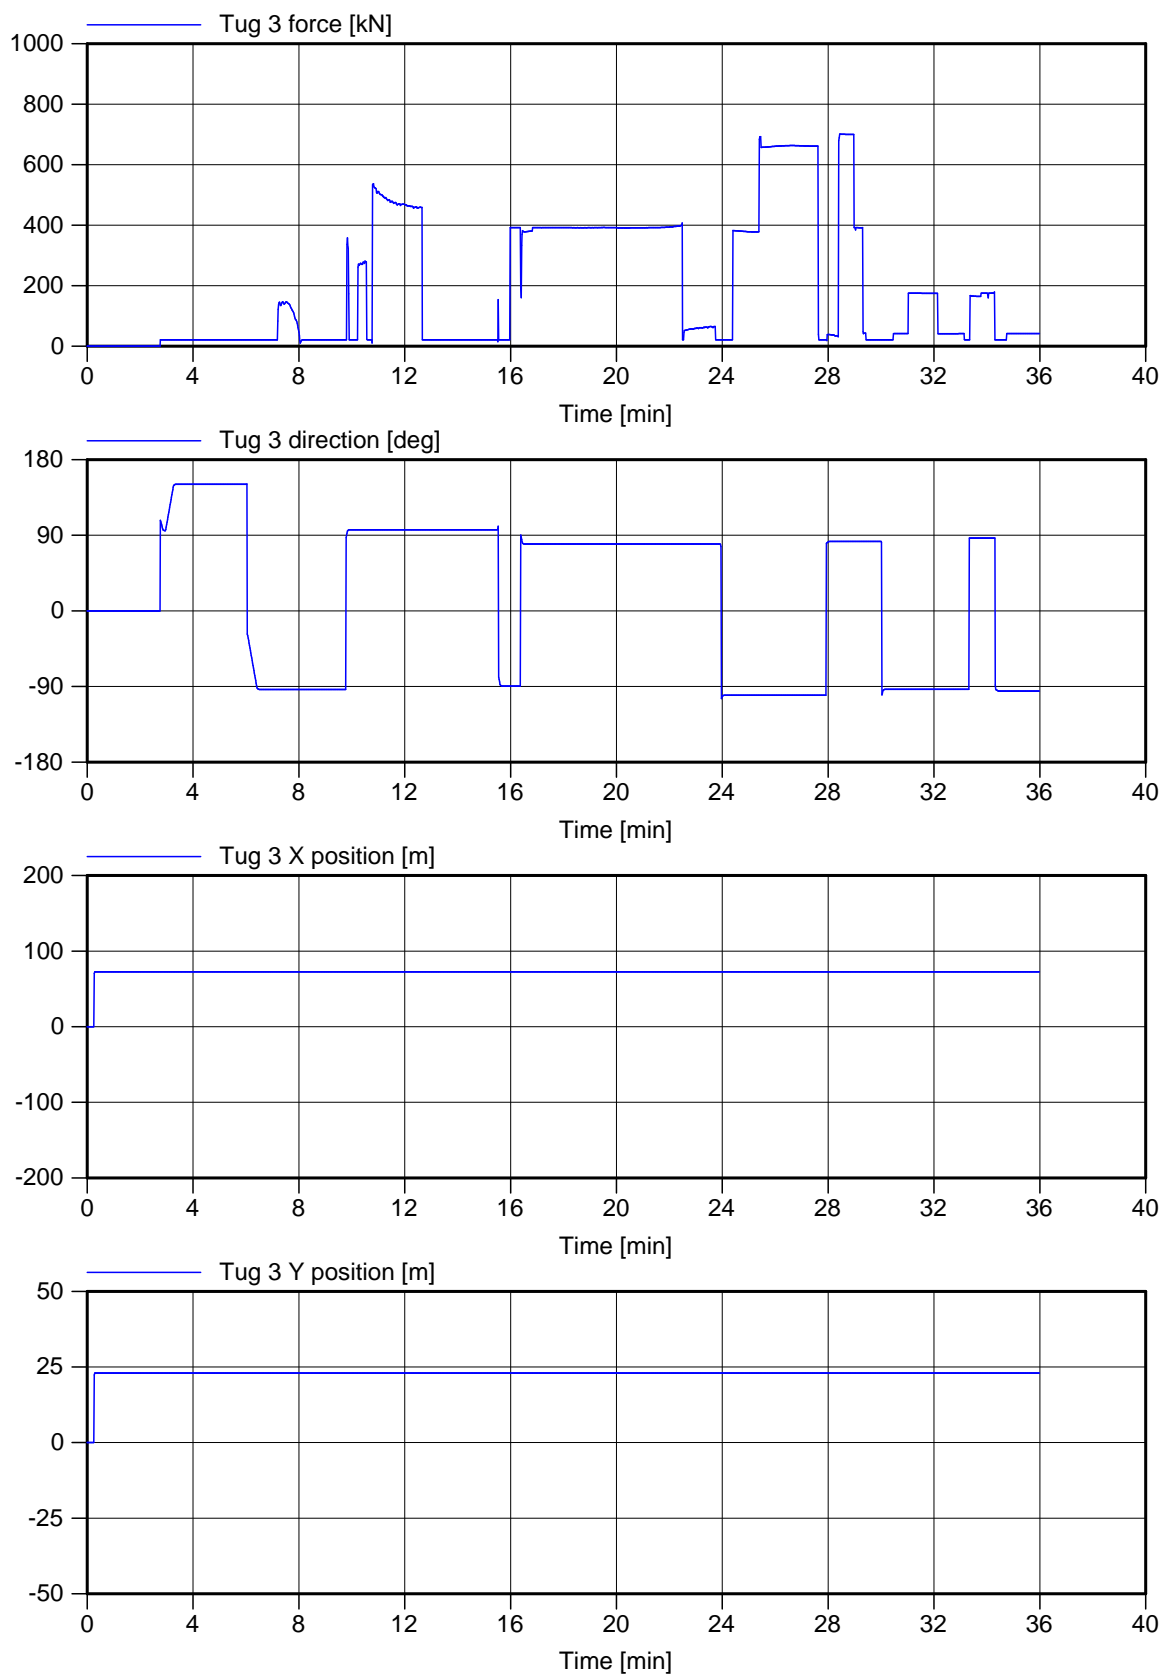 Tug 3 force [kN]
1000
800
600
400
200
0
0 4 8 12 16 20 24 28 32 36 40
Time [min]
Tug 3 direction [deg]
180
90
0
-90
-180
0 4 8 12 16 20 24 28 32 36 40
Time [min]
Tug 3 X position [m]
200
100
0
-100
-200
0 4 8 12 16 20 24 28 32 36 40
Time [min]
Tug 3 Y position [m]
50
25
0
-25
-50
0 4 8 12 16 20 24 28 32 36 40
Time [min]